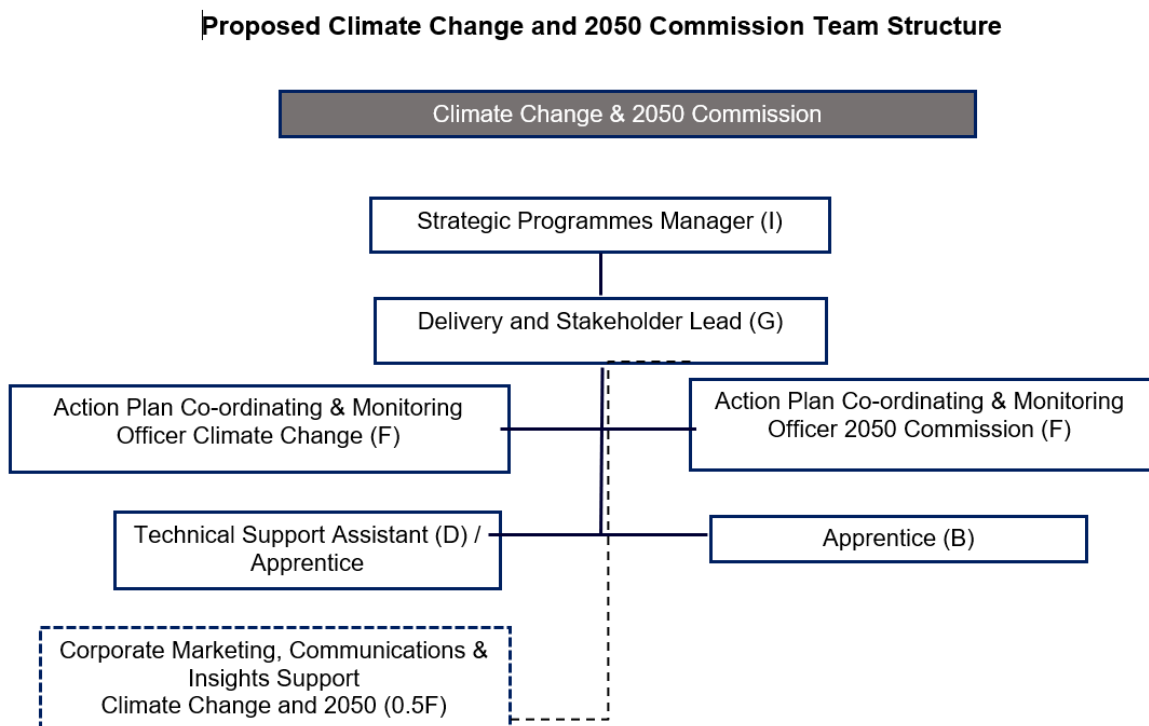 Proposed Climate Change and 2050 Commission Team Structure
Climate Change & 2050 Commission
Strategic Programmes Manager (I)
Delivery and Stakeholder Lead (G)
Action Plan Co-ordinating & Monitoring
Officer Climate Change (F)
Action Plan Co-ordinating & Monitoring
Officer 2050 Commission (F)
Technical Support Assistant (D) /
Apprentice
Apprentice (B)
Corporate Marketing, Communications &
Insights Support
Climate Change and 2050 (0.5F)